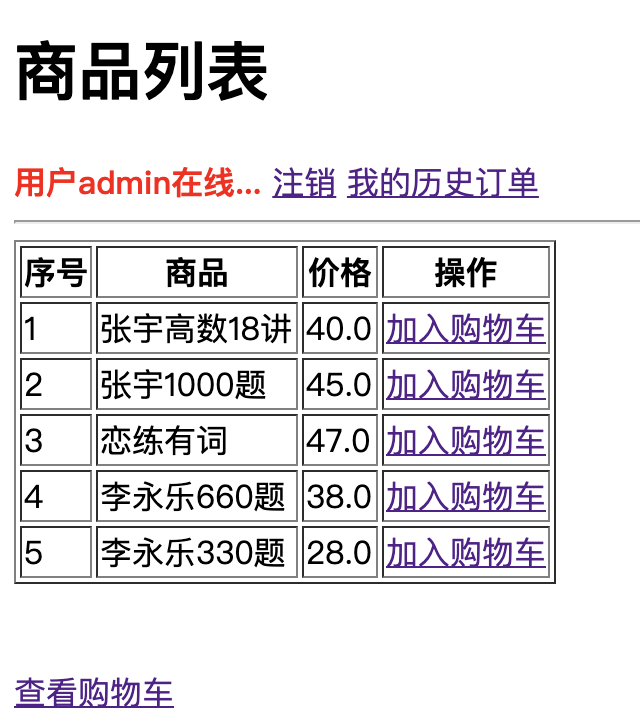 商品列表
用户admin在线... 注销 我的历史订单
序号 商品 价格 操作
1 张宇高数18讲 40.0 加入购物车
2 张宇1000题 45.0 加入购物车
3 恋练有词 47.0 加入购物车
4 李永乐660题 38.0 加入购物车
5 李永乐330题 28.0 加入购物车
查看购物车